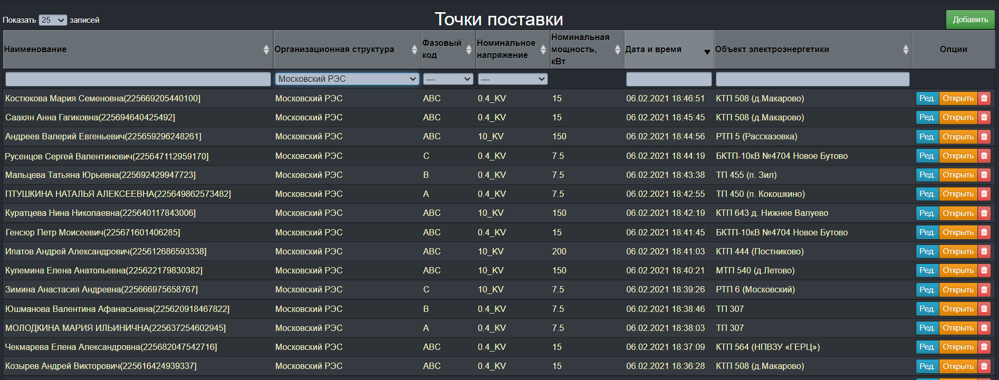 Показать 25 записей
Точки поставки
Добавить
Наименование Организационная структура Фазовый код Номинальное напряжение Номинальная мощность, кВт Дата и время Объект электроэнергетики Опции
Московский РЭС --- ---
Костюкова Мария Семеновна(225669205440100] Московский РЭС ABC 0.4_KV 15 06.02.2021 18:46:51 КТП 508 (д.Макарово) Ред. Открыть
Саакян Анна Гагиковна(225694640425492] Московский РЭС ABC 0.4_KV 15 06.02.2021 18:45:45 КТП 508 (д.Макарово) Ред. Открыть
Андреев Валерий Евгеньевич(225659296248261] Московский РЭС ABC 10_KV 150 06.02.2021 18:44:56 РТП 5 (Рассказовка) Ред. Открыть
Русенцов Сергей Валентинович(225647112959170] Московский РЭС C 0.4_KV 7.5 06.02.2021 18:44:19 БКТП-10кВ №4704 Новое Бутово Ред. Открыть
Мальцева Татьяна Юрьевна(225692429947723] Московский РЭС B 0.4_KV 7.5 06.02.2021 18:43:38 ТП 455 (п. Зил) Ред. Открыть
ПТУШКИНА НАТАЛЬЯ АЛЕКСЕЕВНА(225649862573482] Московский РЭС A 0.4_KV 7.5 06.02.2021 18:42:55 ТП 450 (п. Кокошкино) Ред. Открыть
Куратцева Нина Николаевна(225640117843006] Московский РЭС ABC 10_KV 150 06.02.2021 18:42:19 КТП 643 д. Нижнее Валуево Ред. Открыть
Генсюр Петр Моисеевич(225671601406285] Московский РЭС ABC 0.4_KV 15 06.02.2021 18:41:45 БКТП-10кВ №4704 Новое Бутово Ред. Открыть
Ипатов Андрей Александрович(225612686593338] Московский РЭС ABC 10_KV 200 06.02.2021 18:41:03 КТП 444 (Постниково) Ред. Открыть
Кулемина Елена Анатольевна(225622179830382] Московский РЭС ABC 10_KV 150 06.02.2021 18:40:21 МТП 540 (д.Летово) Ред. Открыть
Зимина Анастасия Андревна(225666975658767] Московский РЭС C 10_KV 7.5 06.02.2021 18:39:26 РТП 6 (Московский) Ред. Открыть
Юшманова Валентина Афанасьевна(225620918467822] Московский РЭС B 0.4_KV 7.5 06.02.2021 18:38:46 ТП 307 Ред. Открыть
МОЛОДКИНА МАРИЯ ИЛЬИНИЧНА(225637254602945] Московский РЭС A 0.4_KV 7.5 06.02.2021 18:38:03 ТП 307 Ред. Открыть
Чекмарева Елена Александровна(225682047542716] Московский РЭС ABC 0.4_KV 15 06.02.2021 18:37:09 КТП 564 (НПВЗУ «ГЕРЦ») Ред. Открыть
Козырев Андрей Викторович(225616424939337] Московский РЭС ABC 0.4_KV 15 06.02.2021 18:36:28 КТП 508 (д.Макарово) Ред. Открыть